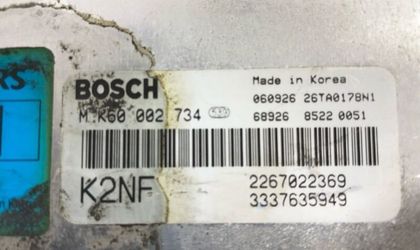 BOSCH
Made in Korea
060926 26TA0178N1
M.K60 002 734
68926 8522 0051
K2NF
2267022369
3337635949